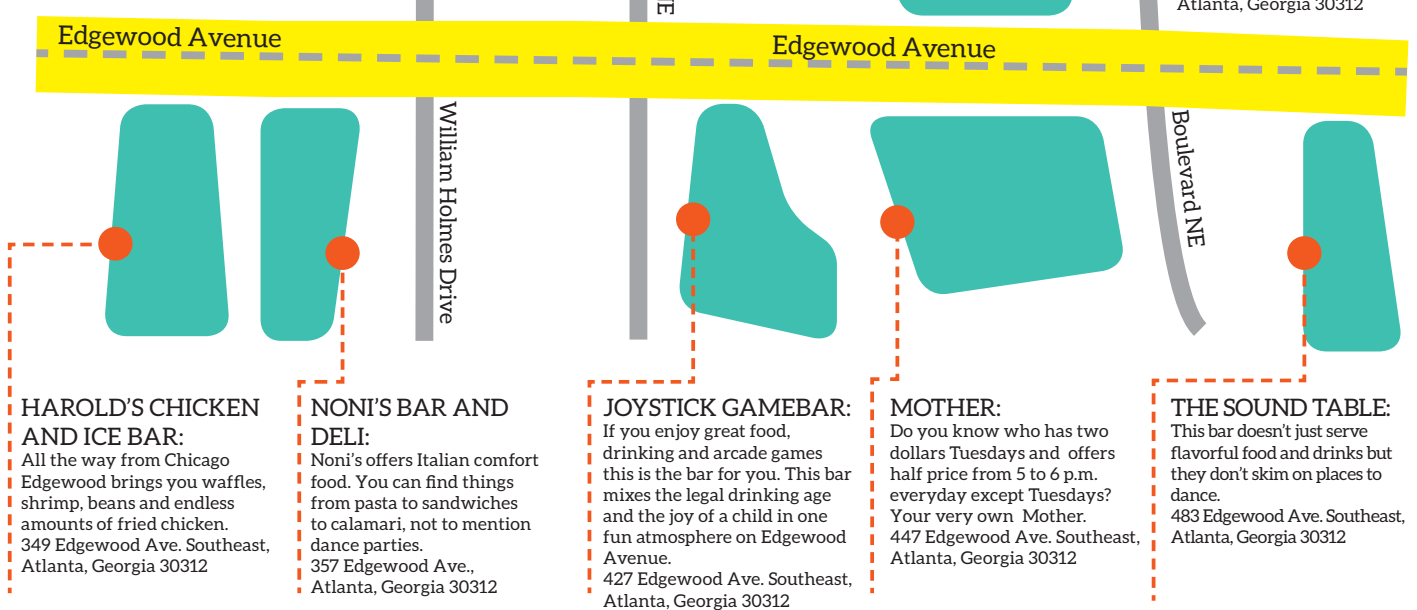 Atlanta, Georgia 30312
Edgewood Avenue
Edgewood Avenue
William Holmes Drive
Boulevard NE
HAROLD'S CHICKEN
AND ICE BAR:
All the way from Chicago
Edgewood brings you waffles,
shrimp, beans and endless
amounts of fried chicken.
349 Edgewood Ave. Southeast,
Atlanta, Georgia 30312
NONI'S BAR AND
DELI:
Noni's offers Italian comfort
food. You can find things
from pasta to sandwiches
to calamari, not to mention
dance parties.
357 Edgewood Ave.,
Atlanta, Georgia 30312
JOYSTICK GAMEBAR:
If you enjoy great food,
drinking and arcade games
this is the bar for you. This bar
mixes the legal drinking age
and the joy of a child in one
fun atmosphere on Edgewood
Avenue.
427 Edgewood Ave. Southeast,
Atlanta, Georgia 30312
MOTHER:
Do you know who has two
dollars Tuesdays and  offers
half price from 5 to 6 p.m.
everyday except Tuesdays?
Your very own  Mother.
447 Edgewood Ave. Southeast,
Atlanta, Georgia 30312
THE SOUND TABLE:
This bar doesn't just serve
flavorful food and drinks but
they don't skim on places to
dance.
483 Edgewood Ave. Southeast,
Atlanta, Georgia 30312